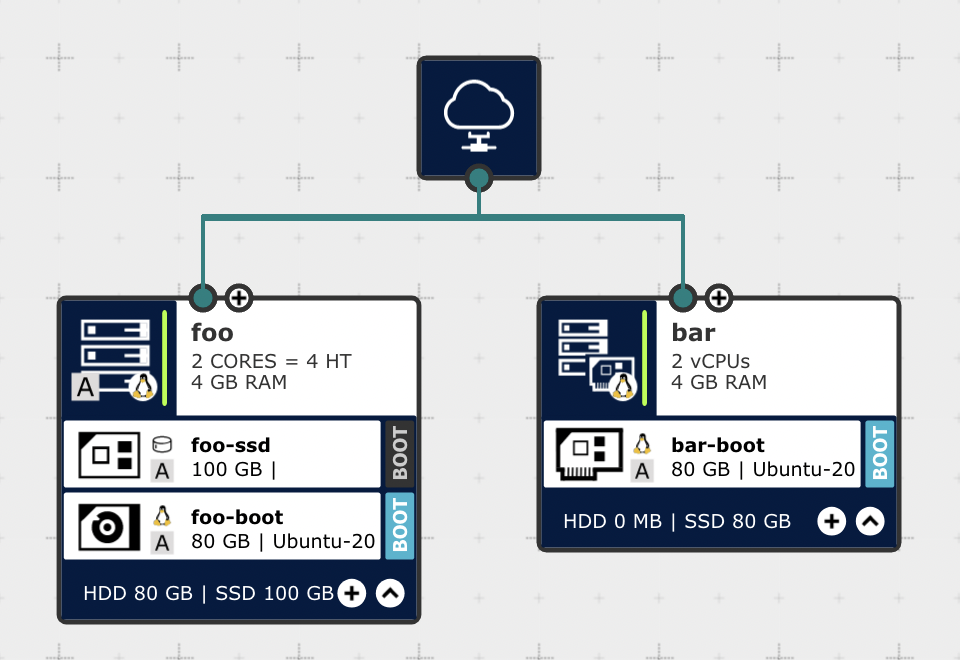 foo
2 CORES = 4 HT
4 GB RAM
A
foo-ssd
100 GB |
A
BOOT
foo-boot
80 GB | Ubuntu-20
A
BOOT
HDD 80 GB | SSD 100 GB
bar
2 vCPUs
4 GB RAM
bar-boot
80 GB | Ubuntu-20
A
BOOT
HDD 0 MB | SSD 80 GB